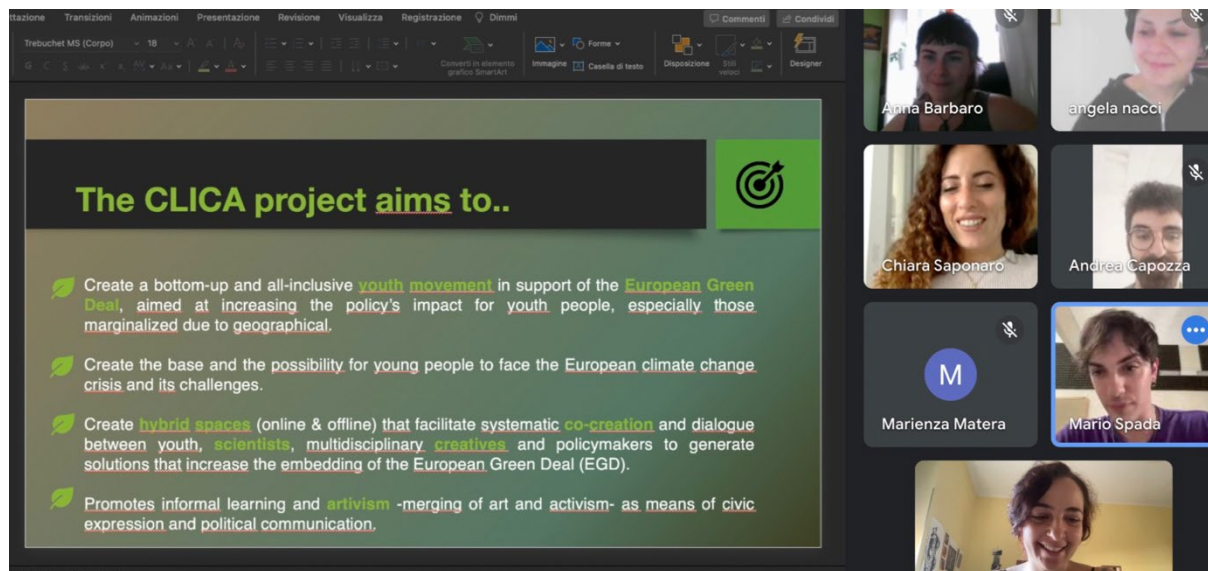 ttazione Transizioni Animazioni Presentazione Revisione Visualizza Registrazione Dimmi Commenti Condividi
Trebuchet MS (Corpo) 18 Forme
Converti in elemento Immagine Casella di testo Disposizione Stili Designer
grafico SmartArt veloci
The CLICA project aims to..
Create a bottom-up and all-inclusive youth movement in support of the European Green
Deal, aimed at increasing the policy's impact for youth people, especially those
marginalized due to geographical.
Create the base and the possibility for young people to face the European climate change
crisis and its challenges.
Create hybrid spaces (online & offline) that facilitate systematic co-creation and dialogue
between youth, scientists, multidisciplinary creatives and policymakers to generate
solutions that increase the embedding of the European Green Deal (EGD).
Promotes informal learning and artivism -merging of art and activism- as means of civic
expression and political communication.
Anna Barbaro
angela nacci
Chiara Saponaro
Andrea Capozza
M
Marienza Matera
Mario Spada